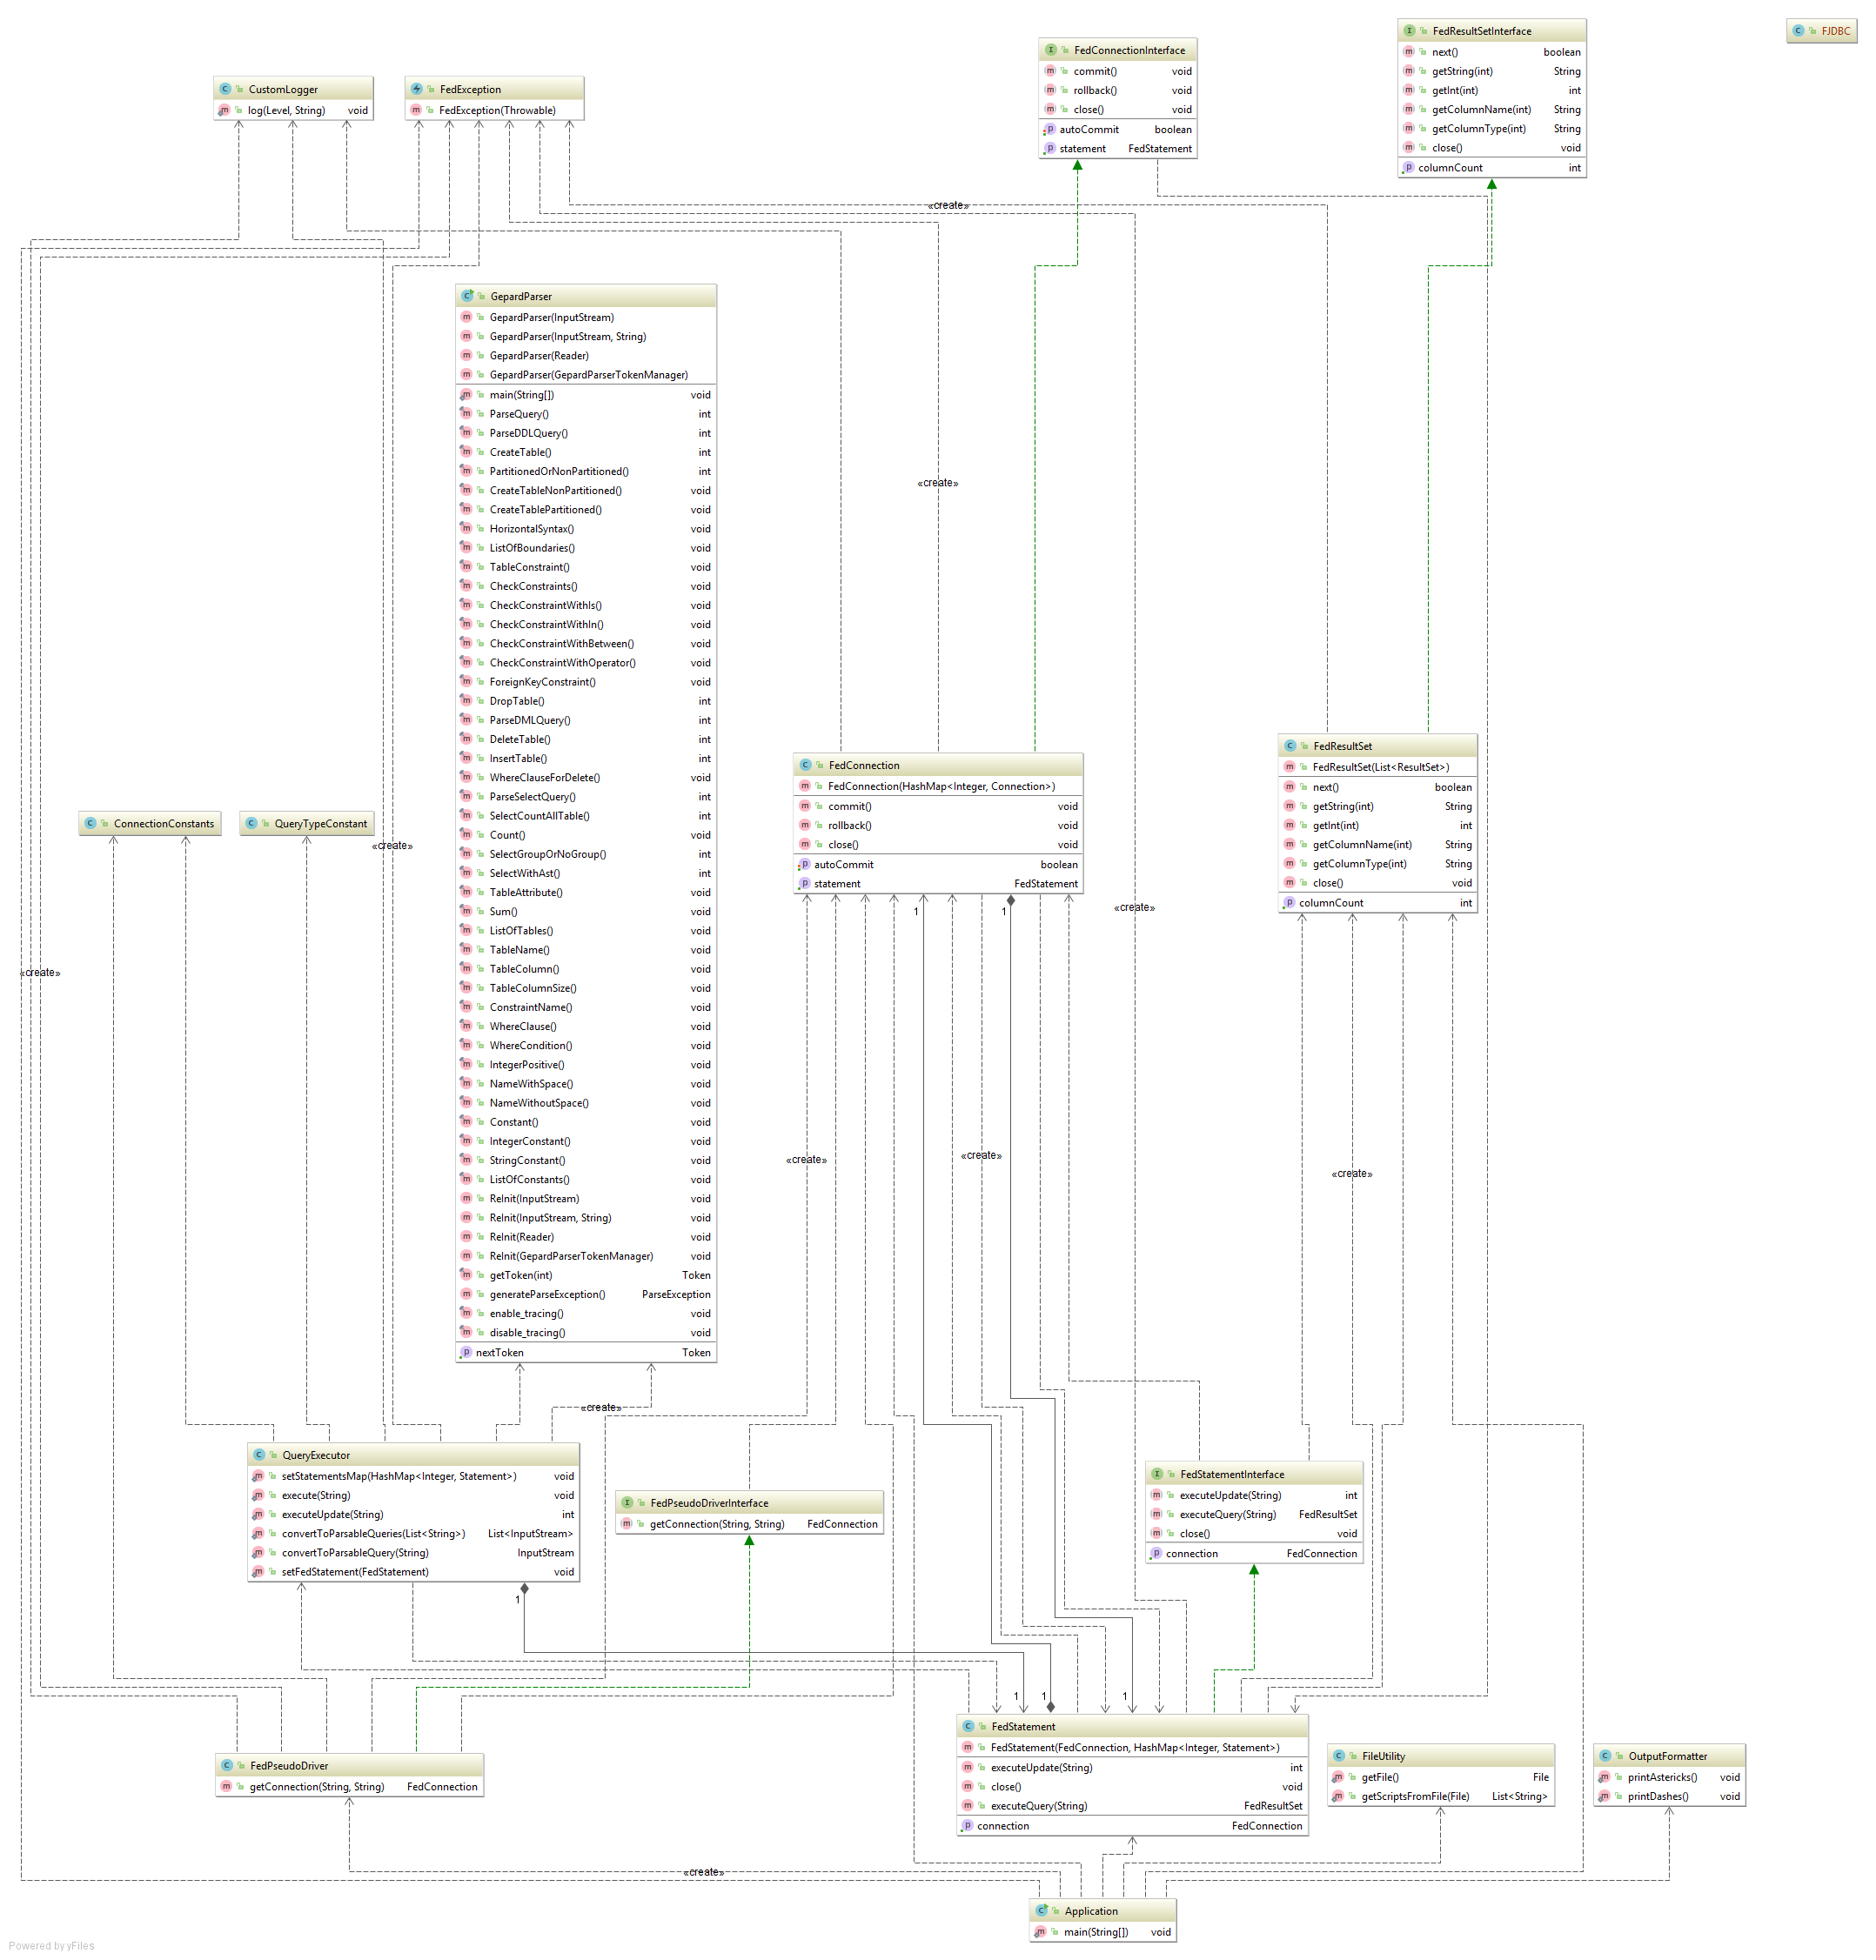 FedResultSetInterface
next() boolean
getString(int) String
getInt(int) int
getColumnName(int) String
getColumnType(int) String
close() void
columnCount int
FJDBC
FedConnectionInterface
commit() void
rollback() void
close() void
autoCommit boolean
statement FedStatement
CustomLogger
log(Level, String) void
FedException
FedException(Throwable)
«create»
GepardParser
GepardParser(InputStream)
GepardParser(InputStream, String)
GepardParser(Reader)
GepardParser(GepardParserTokenManager)
main(String[]) void
ParseQuery() int
ParseDDLQuery() int
CreateTable() int
PartitionedOrNonPartitioned() int
CreateTableNonPartitioned() void
CreateTablePartitioned() void
HorizontalSyntax() void
ListOfBoundaries() void
TableConstraint() void
CheckConstraints() void
CheckConstraintWithIs() void
CheckConstraintWithIn() void
CheckConstraintWithBetween() void
CheckConstraintWithOperator() void
ForeignKeyConstraint() void
DropTable() int
ParseDMLQuery() int
DeleteTable() int
InsertTable() int
WhereClauseForDelete() void
ParseSelectQuery() int
SelectCountAllTable() int
Count() void
SelectGroupOrNoGroup() int
SelectWithAst() int
TableAttribute() void
Sum() void
ListOfTables() void
TableName() void
TableColumn() void
TableColumnSize() void
ConstraintName() void
WhereClause() void
WhereCondition() void
IntegerPositive() void
NameWithSpace() void
NameWithoutSpace() void
Constant() void
IntegerConstant() void
StringConstant() void
ListOfConstants() void
ReInit(InputStream) void
ReInit(InputStream, String) void
ReInit(Reader) void
ReInit(GepardParserTokenManager) void
getToken(int) Token
generateParseException() ParseException
enable_tracing() void
disable_tracing() void
nextToken Token
«create»
FedConnection
FedConnection(HashMap<Integer, Connection>)
commit() void
rollback() void
close() void
autoCommit boolean
statement FedStatement
FedResultSet
FedResultSet(List<ResultSet>)
next() boolean
getString(int) String
getInt(int) int
getColumnName(int) String
getColumnType(int) String
close() void
columnCount int
ConnectionConstants
QueryTypeConstant
«create»
1
1
«create»
«create»
«create»
«create»
«create»
«create»
QueryExecutor
setStatementsMap(HashMap<Integer, Statement>) void
execute(String) void
executeUpdate(String) int
convertToParsableQueries(List<String>) List<InputStream>
convertToParsableQuery(String) InputStream
setFedStatement(FedStatement) void
1
FedPseudoDriverInterface
getConnection(String, String) FedConnection
FedStatementInterface
executeUpdate(String) int
executeQuery(String) FedResultSet
close() void
connection FedConnection
1
1
1
FedPseudoDriver
getConnection(String, String) FedConnection
FedStatement
FedStatement(FedConnection, HashMap<Integer, Statement>)
executeUpdate(String) int
close() void
executeQuery(String) FedResultSet
connection FedConnection
FileUtility
getFile() File
getScriptsFromFile(File) List<String>
OutputFormatter
printAstericks() void
printDashes() void
«create»
Application
main(String[]) void
Powered by yFiles